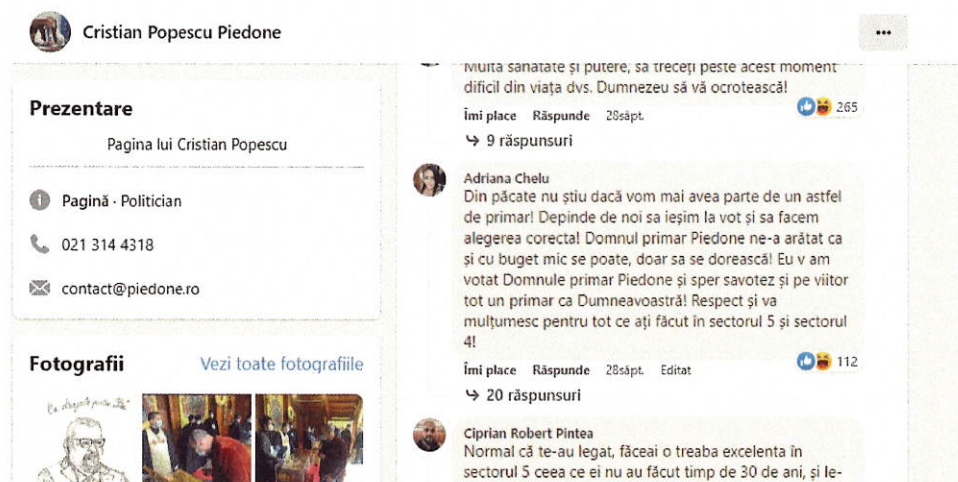 Cristian Popescu Piedone
Prezentare
Pagina lui Cristian Popescu
Pagină · Politician
021 314 4318
contact@piedone.ro
Fotografii
Vezi toate fotografiile
Multa sanatate și putere, sa treceți peste acest moment
dificil din viața dvs. Dumnezeu să vă ocrotească!
265
Îmi place Răspunde 28săpt.
9 răspunsuri
Adriana Chelu
Din păcate nu știu dacă vom mai avea parte de un astfel
de primar! Depinde de noi sa ieșim la vot și sa facem
alegerea corecta! Domnul primar Piedone ne-a arătat ca
și cu buget mic se poate, doar sa se dorească! Eu v am
votat Domnule primar Piedone și sper savotez și pe viitor
tot un primar ca Dumneavoastră! Respect și va
mulțumesc pentru tot ce ați făcut în sectorul 5 și sectorul
4!
112
Îmi place Răspunde 28săpt. Editat
20 răspunsuri
Ciprian Robert Pintea
Normal că te-au legat, făceai o treaba excelenta în
sectorul 5 ceea ce ei nu au făcut timp de 30 de ani, și le-